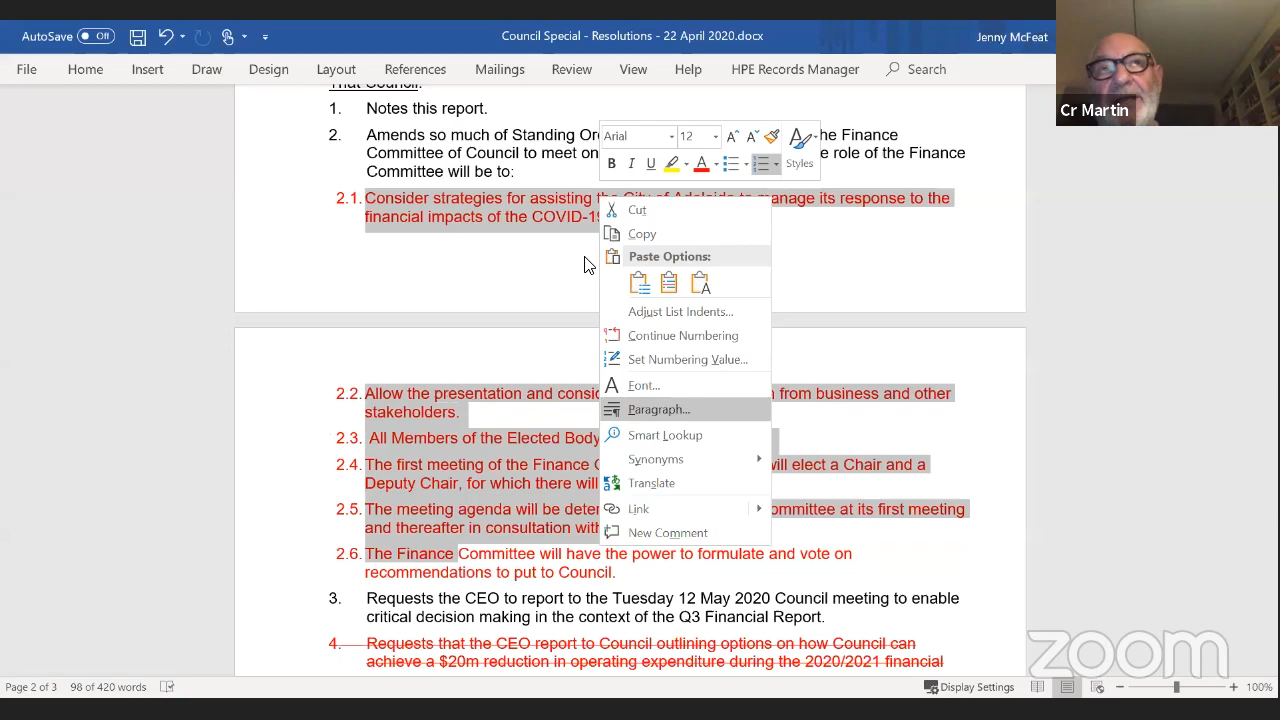 AutoSave Off Council Special - Resolutions - 22 April 2020.docx Jenny McFeat
File Home Insert Draw Design Layout References Mailings Review View Help HPE Records Manager Search
Cr Martin
That Council:
1. Notes this report.
2. Amends so much of Standing Ord the Finance
Committee of Council to meet on e role of the Finance
Committee will be to:
Arial 12
B I U A Styles
2.1. Consider strategies for assisting the City of Adelaide to manage its response to the
financial impacts of the COVID-19
Cut
Copy
Paste Options:
Adjust List Indents...
Continue Numbering
Set Numbering Value...
Font...
Paragraph...
Smart Lookup
Synonyms
Translate
Link
New Comment
2.2. Allow the presentation and from business and other
stakeholders.
2.3. All Members of the Elected Body
2.4. The first meeting of the Finance will elect a Chair and a
Deputy Chair, for which there will
2.5. The meeting agenda will be ommittee at its first meeting
and thereafter in consultation with
2.6. The Finance Committee will have the power to formulate and vote on
recommendations to put to Council.
3. Requests the CEO to report to the Tuesday 12 May 2020 Council meeting to enable
critical decision making in the context of the Q3 Financial Report.
4. Requests that the CEO report to Council outlining options on how Council can
achieve a $20m reduction in operating expenditure during the 2020/2021 financial
zoom
Page 2 of 3 98 of 420 words Display Settings 100%